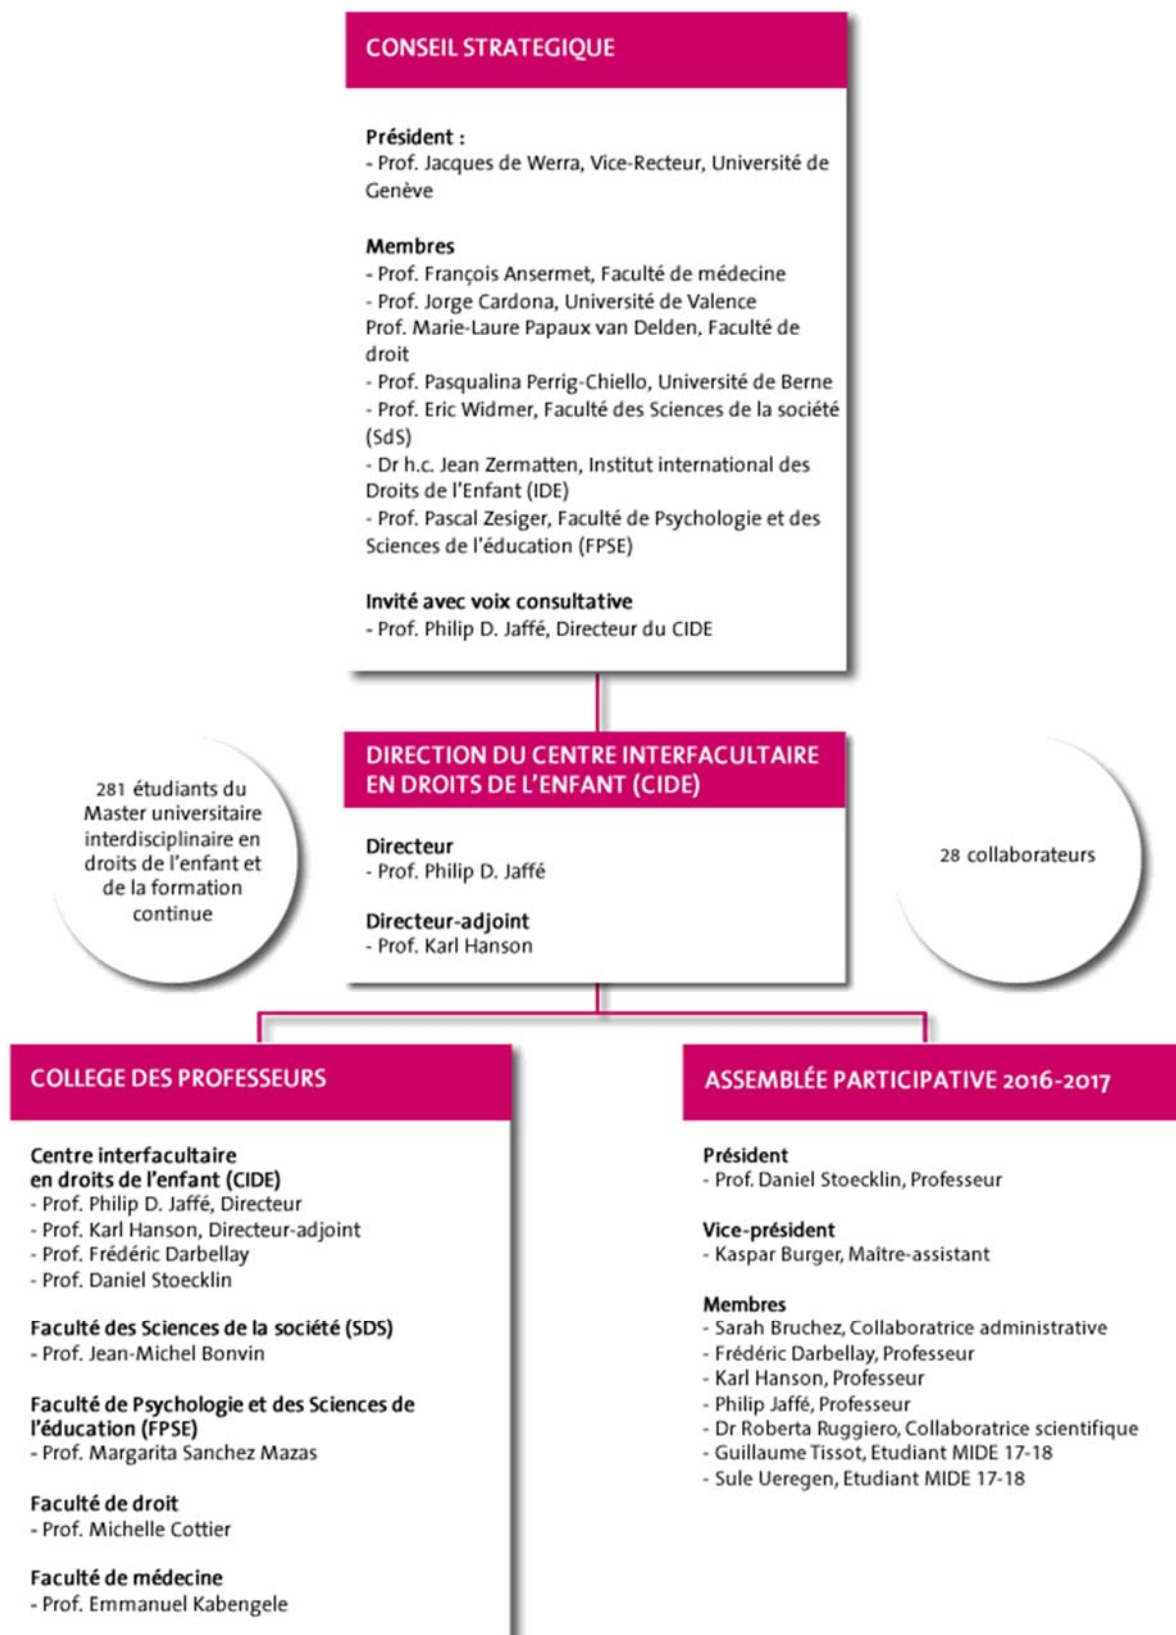 CONSEIL STRATEGIQUE
Président :
- Prof. Jacques de Werra, Vice-Recteur, Université de
Genève
Membres
- Prof. François Ansermet, Faculté de médecine
- Prof. Jorge Cardona, Université de Valence
Prof. Marie-Laure Papaux van Delden, Faculté de
droit
- Prof. Pasqualina Perrig-Chiello, Université de Berne
- Prof. Eric Widmer, Faculté des Sciences de la société
(SdS)
- Dr h.c. Jean Zermatten, Institut international des
Droits de l'Enfant (IDE)
- Prof. Pascal Zesiger, Faculté de Psychologie et des
Sciences de l'éducation (FPSE)
Invité avec voix consultative
- Prof. Philip D. Jaffé, Directeur du CIDE
281 étudiants du
Master universitaire
interdisciplinaire en
droits de l'enfant et
de la formation
continue
DIRECTION DU CENTRE INTERFACULTAIRE
EN DROITS DE L'ENFANT (CIDE)
Directeur
- Prof. Philip D. Jaffé
Directeur-adjoint
- Prof. Karl Hanson
28 collaborateurs
COLLEGE DES PROFESSEURS
Centre interfacultaire
en droits de l'enfant (CIDE)
- Prof. Philip D. Jaffé, Directeur
- Prof. Karl Hanson, Directeur-adjoint
- Prof. Frédéric Darbellay
- Prof. Daniel Stoecklin
Faculté des Sciences de la société (SDS)
- Prof. Jean-Michel Bonvin
Faculté de Psychologie et des Sciences de
l'éducation (FPSE)
- Prof. Margarita Sanchez Mazas
Faculté de droit
- Prof. Michelle Cottier
Faculté de médecine
- Prof. Emmanuel Kabengele
ASSEMBLÉE PARTICIPATIVE 2016-2017
Président
- Prof. Daniel Stoecklin, Professeur
Vice-président
- Kaspar Burger, Maître-assistant
Membres
- Sarah Bruchez, Collaboratrice administrative
- Frédéric Darbellay, Professeur
- Karl Hanson, Professeur
- Philip Jaffé, Professeur
- Dr Roberta Ruggiero, Collaboratrice scientifique
- Guillaume Tissot, Etudiant MIDE 17-18
- Sule Ueregen, Etudiant MIDE 17-18